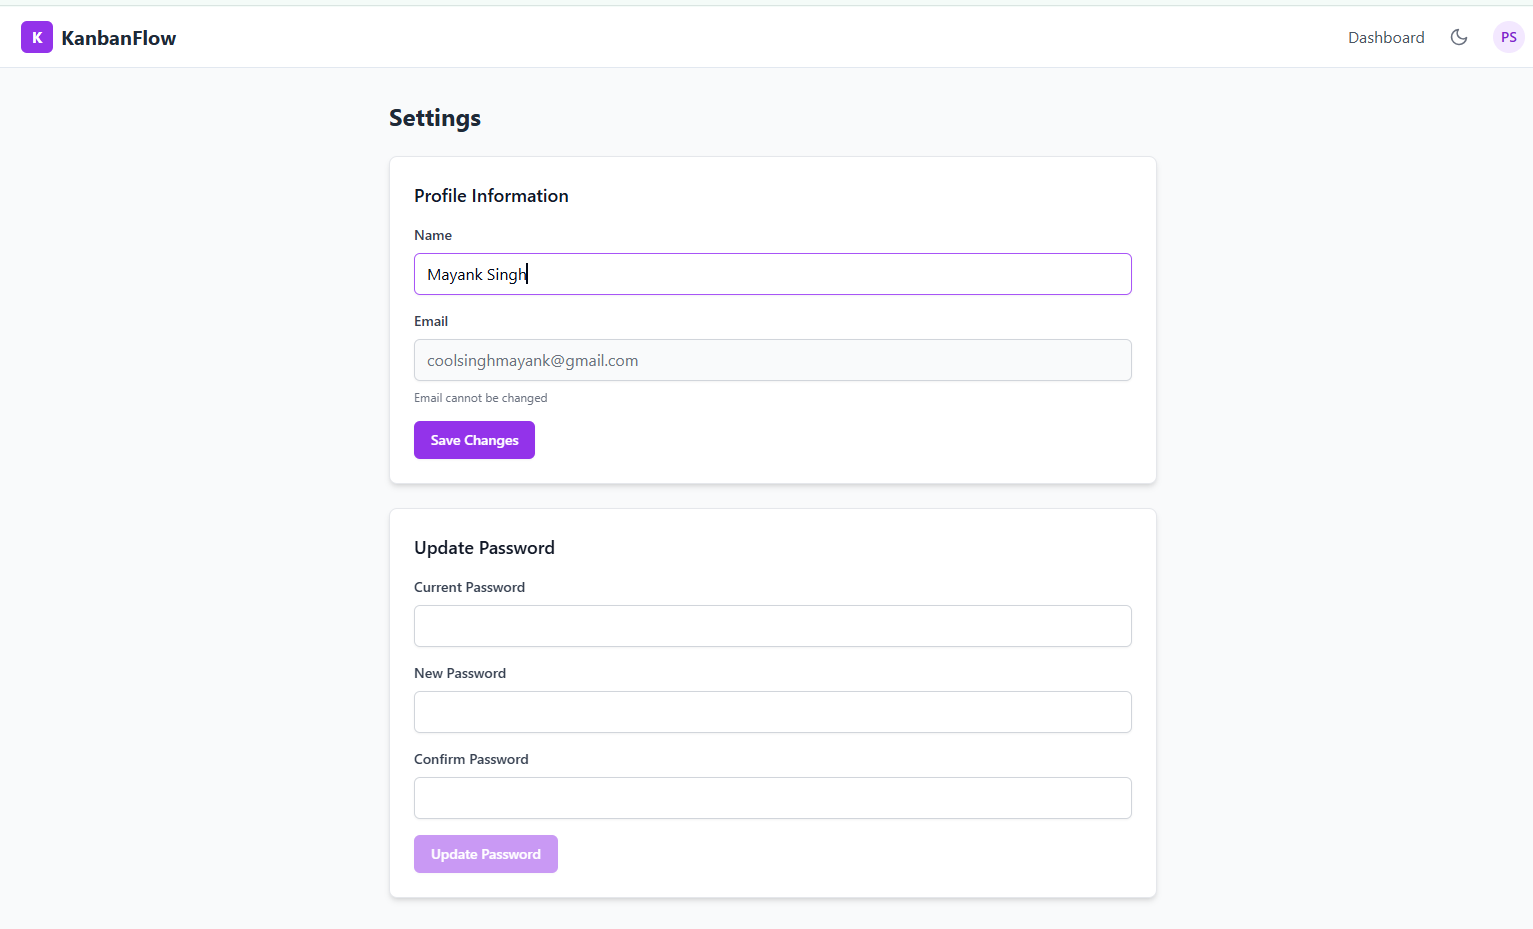 K KanbanFlow Dashboard PS
Settings
Profile Information
Name
Mayank Singh
Email
coolsinghmayank@gmail.com
Email cannot be changed
Save Changes
Update Password
Current Password
New Password
Confirm Password
Update Password